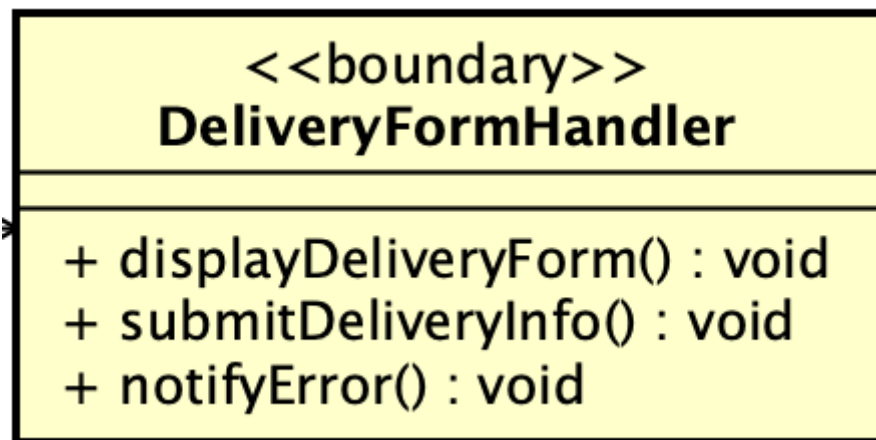 <<boundary>>
DeliveryFormHandler
+ displayDeliveryForm() : void
+ submitDeliveryInfo() : void
+ notifyError() : void